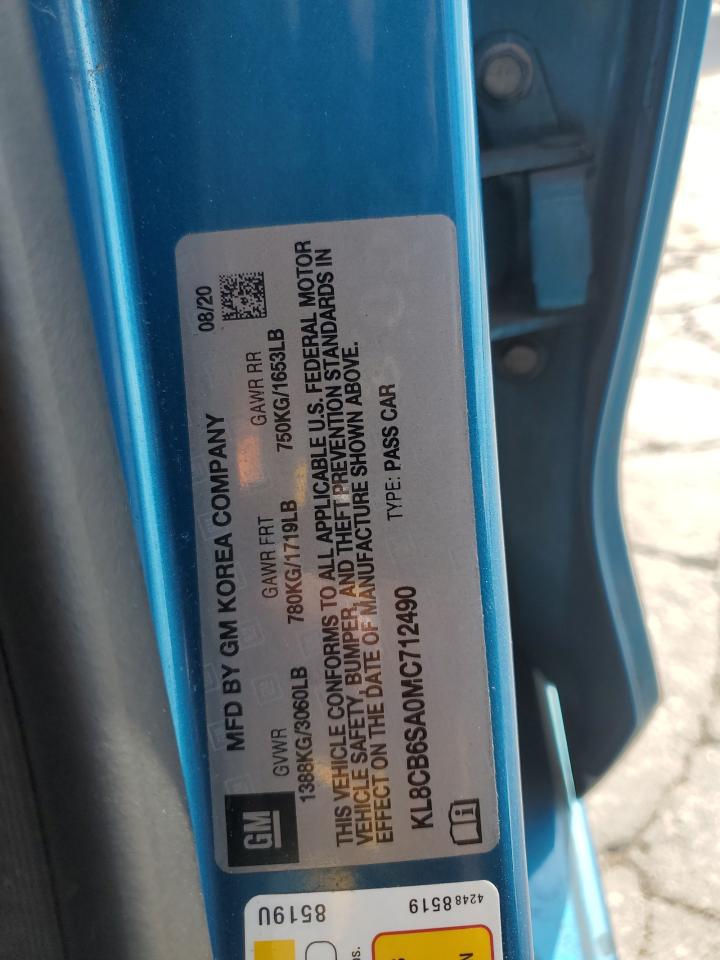 MFD BY GM KOREA COMPANY 08/20
GM
GVWR GAWR FRT GAWR RR
1388KG/3060LB 780KG/1719LB 750KG/1653LB
THIS VEHICLE CONFORMS TO ALL APPLICABLE U.S. FEDERAL MOTOR
VEHICLE SAFETY, BUMPER, AND THEFT PREVENTION STANDARDS IN
EFFECT ON THE DATE OF MANUFACTURE SHOWN ABOVE.
TYPE: PASS CAR
KL8CB6SA0MC712490
8519U
42488519